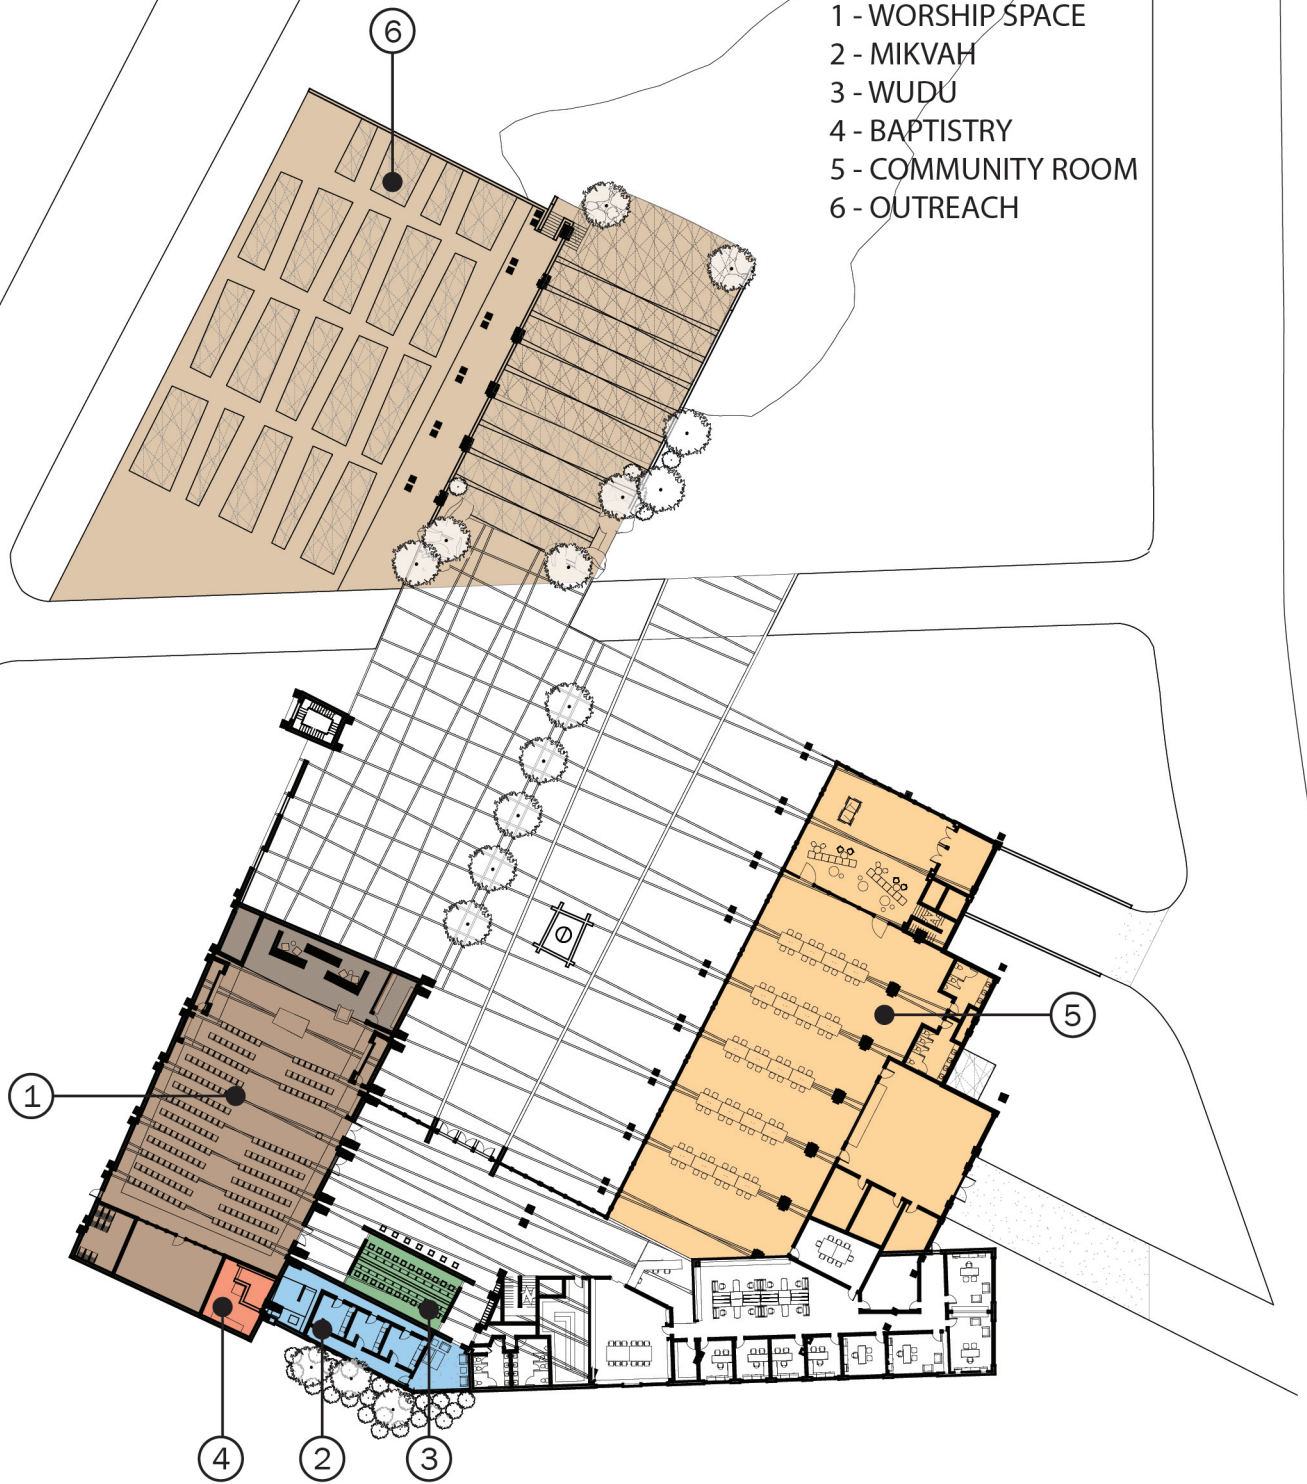 1 - WORSHIP SPACE
2 - MIKVAH
3 - WUDU
4 - BAPTISTRY
5 - COMMUNITY ROOM
6 - OUTREACH
6
5
1
4
2
3